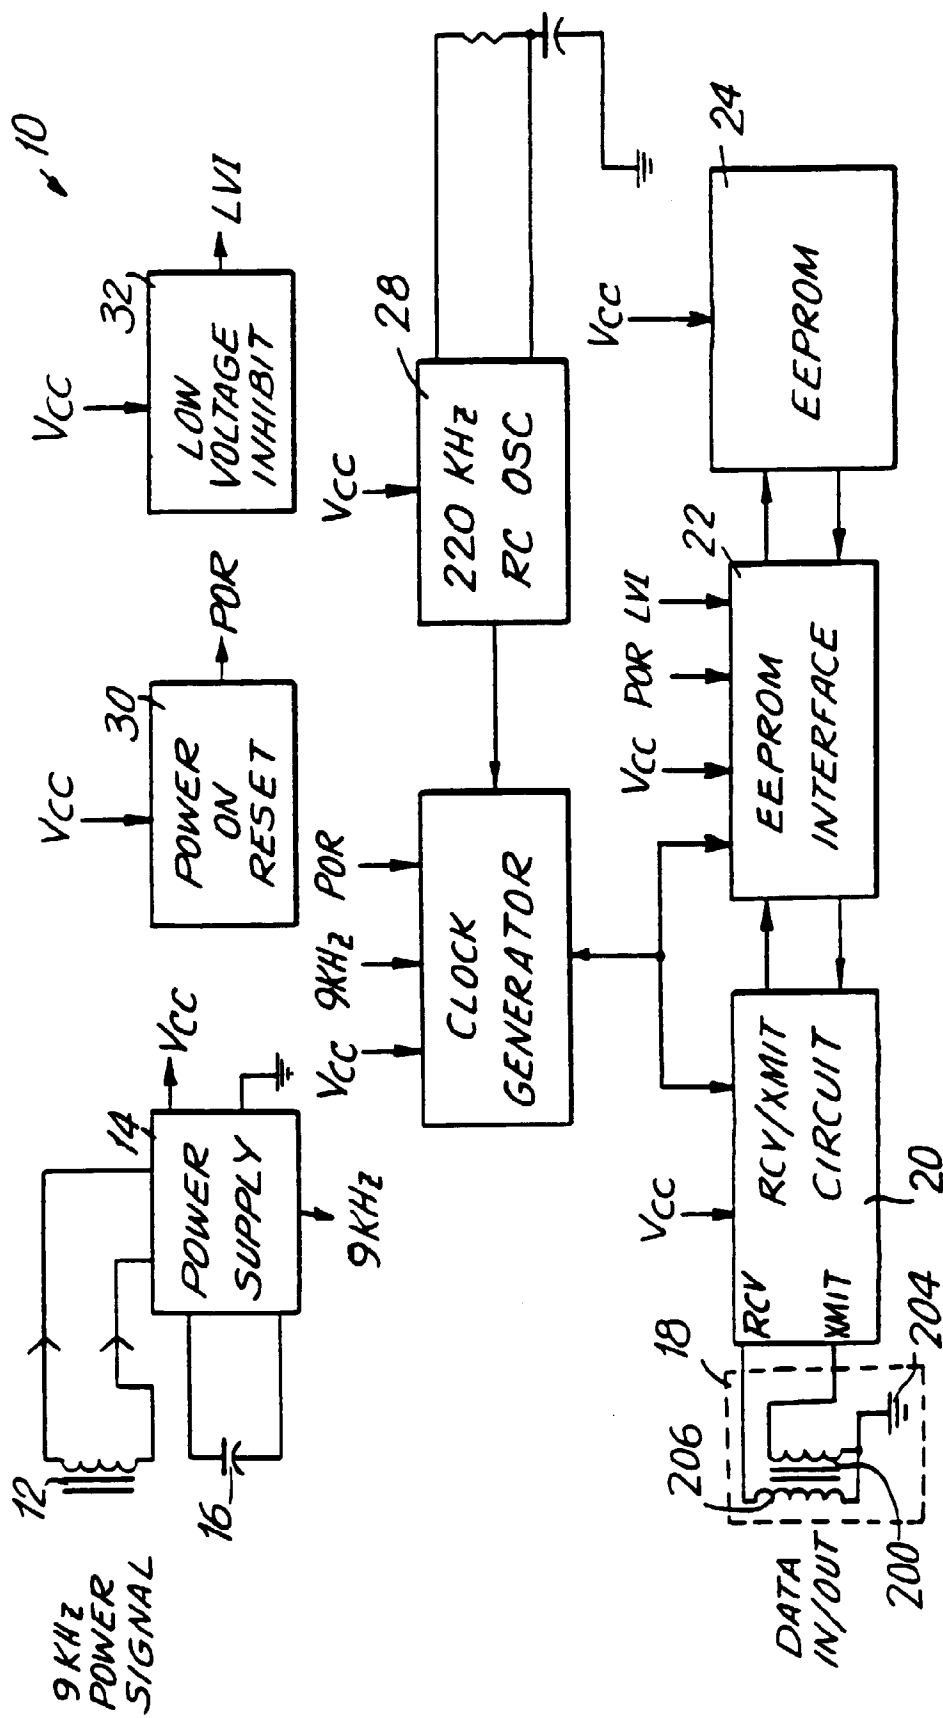 10
9KHz
POWER
SIGNAL
12
16
14
POWER
SUPPLY
VCC
9KHz
VCC
30
POWER
ON
RESET
POR
VCC
32
LOW
VOLTAGE
INHIBIT
LVI
VCC 9KHz POR
CLOCK
GENERATOR
VCC
28
220 KHz
RC OSC
DATA
IN/OUT
18
206
200
204
VCC
RCV
XMIT
RCV/XMIT
CIRCUIT
20
VCC POR LVI
22
EEPROM
INTERFACE
VCC
24
EEPROM